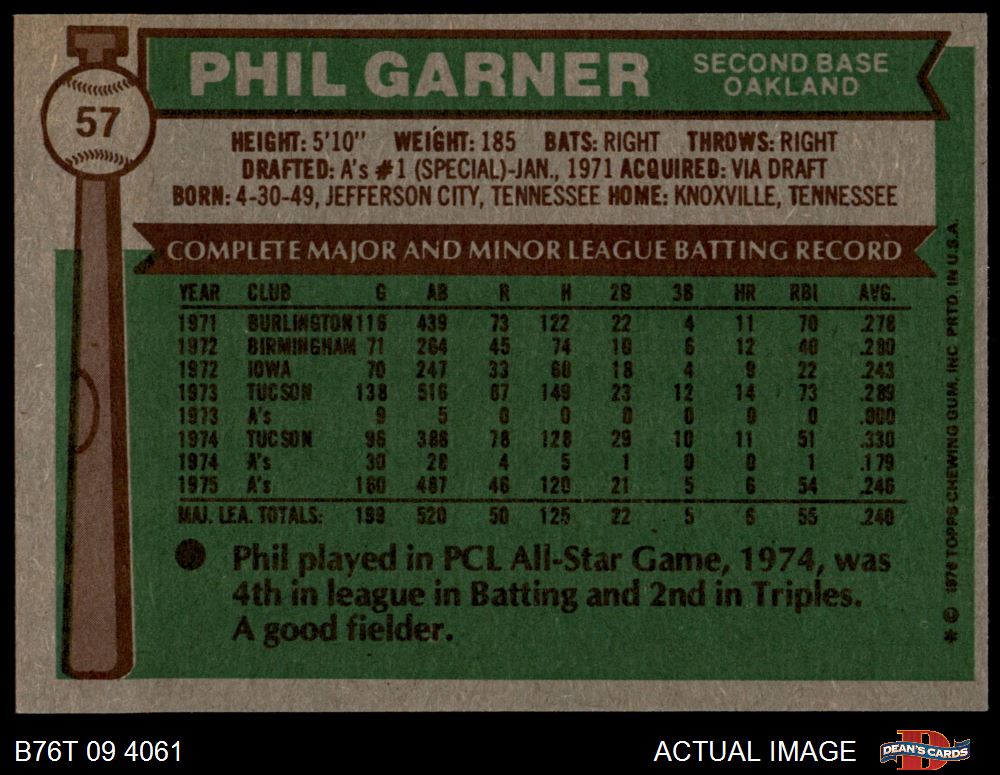 PHIL GARNER
SECOND BASE
OAKLAND
57
HEIGHT: 5'10" WEIGHT: 185 BATS: RIGHT THROWS: RIGHT
DRAFTED: A's #1 (SPECIAL)-JAN., 1971 ACQUIRED: VIA DRAFT
BORN: 4-30-49, JEFFERSON CITY, TENNESSEE HOME: KNOXVILLE, TENNESSEE
COMPLETE MAJOR AND MINOR LEAGUE BATTING RECORD
YEAR CLUB G AB R H 2B 3B HR RBI AVG.
1971 BURLINGTON 116 439 73 122 22 4 11 70 .278
1972 BIRMINGHAM 71 264 45 74 10 6 12 40 .280
1972 IOWA 70 247 33 60 18 4 9 22 .243
1973 TUCSON 138 516 87 149 23 12 14 73 .289
1973 A's 9 5 0 0 0 0 0 0 .000
1974 TUCSON 96 388 78 128 29 10 11 51 .330
1974 A's 30 28 4 5 1 0 0 1 .179
1975 A's 160 487 46 120 21 5 6 54 .246
MAJ. LEA. TOTALS: 199 520 50 125 22 5 6 55 .240
Phil played in PCL All-Star Game, 1974, was
4th in league in Batting and 2nd in Triples.
A good fielder.
* © 1976 TOPPS CHEWING GUM, INC. PRTD. IN U.S.A.
B76T 09 4061
ACTUAL IMAGE
DEAN'S CARDS